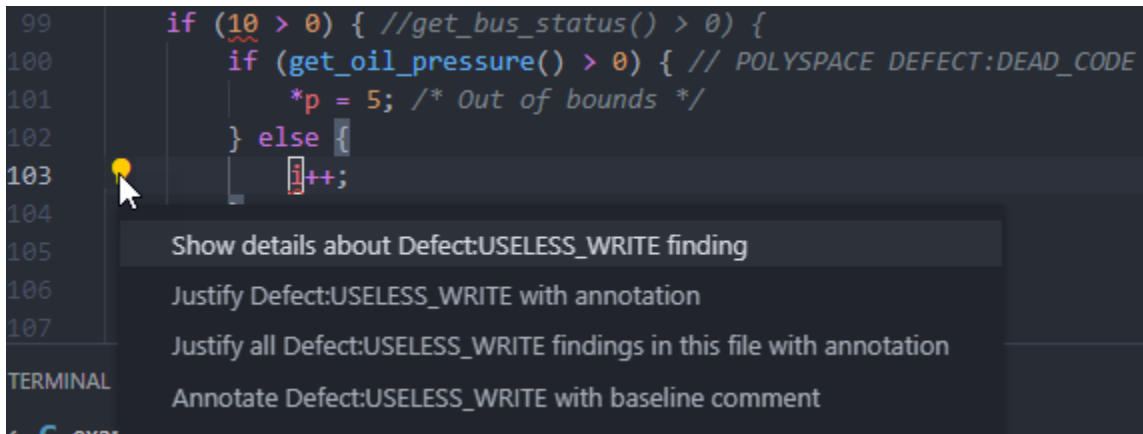 99 if (10 > 0) { //get_bus_status() > 0) {
100 if (get_oil_pressure() > 0) { // POLYSPACE DEFECT:DEAD_CODE
101 *p = 5; /* Out of bounds */
102 } else {
103 i++;
104
Show details about Defect:USELESS_WRITE finding
105
106
Justify Defect:USELESS_WRITE with annotation
107
Justify all Defect:USELESS_WRITE findings in this file with annotation
TERMINAL
Annotate Defect:USELESS_WRITE with baseline comment